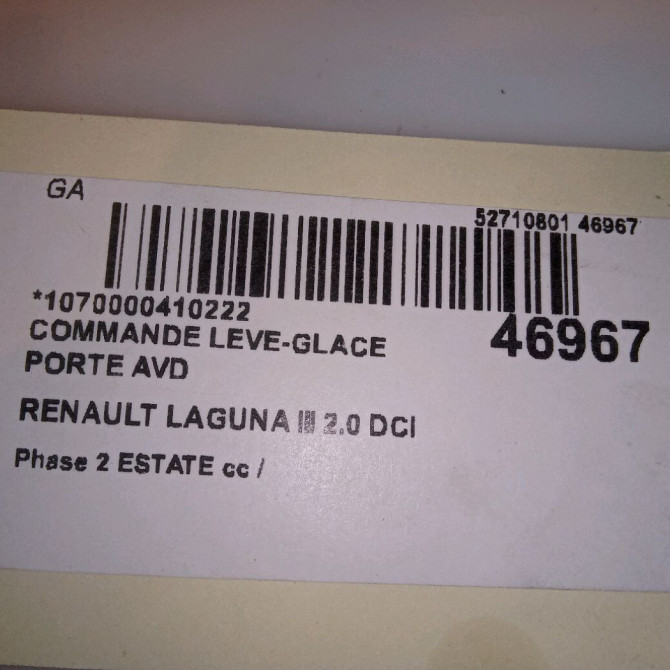 GA
52710801 46967
*1070000410222
46967
COMMANDE LEVE-GLACE
PORTE AVD
RENAULT LAGUNA III 2.0 DCI
Phase 2 ESTATE cc /